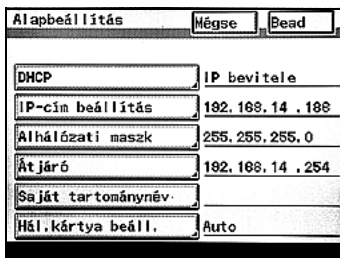 Alapbeállítás Mégse Bead
DHCP IP bevitele
IP-cím beállítás 192.168.14 .188
Alhálózati maszk 255.255.255.0
Átjáró 192.168.14 .254
Saját tartománynév
Hál.kártya beáll. Auto